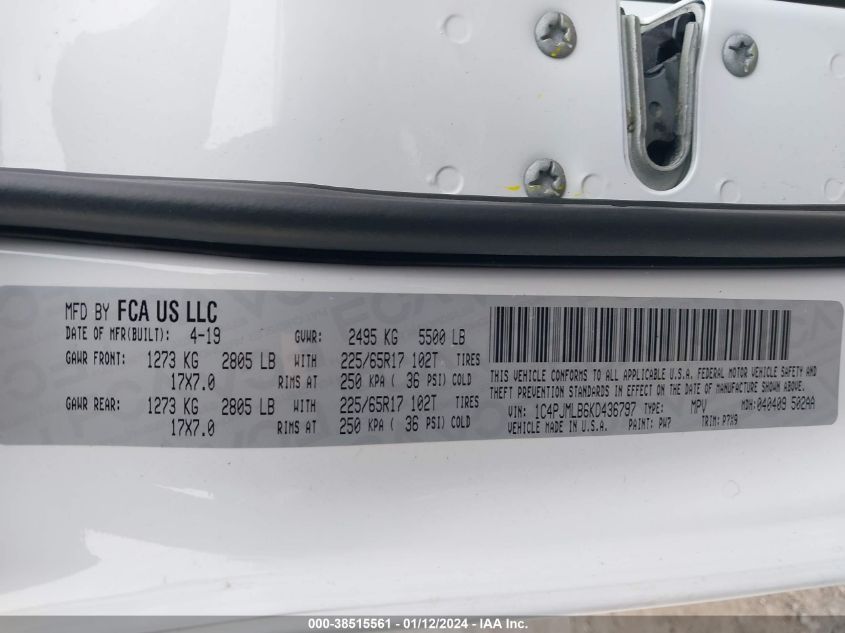 MFD BY FCA US LLC
DATE OF MFR(BUILT): 4-19 GVWR: 2495 KG 5500 LB
GAWR FRONT: 1273 KG 2805 LB WITH 225/65R17 102T TIRES
17X7.0 RIMS AT 250 KPA ( 36 PSI) COLD
GAWR REAR: 1273 KG 2805 LB WITH 225/65R17 102T TIRES
17X7.0 RIMS AT 250 KPA ( 36 PSI) COLD
THIS VEHICLE CONFORMS TO ALL APPLICABLE U.S.A. FEDERAL MOTOR VEHICLE SAFETY AND
THEFT PREVENTION STANDARDS IN EFFECT ON THE DATE OF MANUFACTURE SHOWN ABOVE.
VIN: 1C4PJMLB6KD436797 TYPE: MPV MDH:040409 502AA
VEHICLE MADE IN U.S.A. PAINT: PW7 TRIM: P7X9
000-38515561 - 01/12/2024 - IAA Inc.